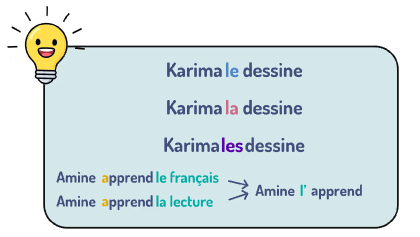 Karima le dessine
Karima la dessine
Karima les dessine
Amine apprend le français
Amine apprend la lecture
Amine l' apprend